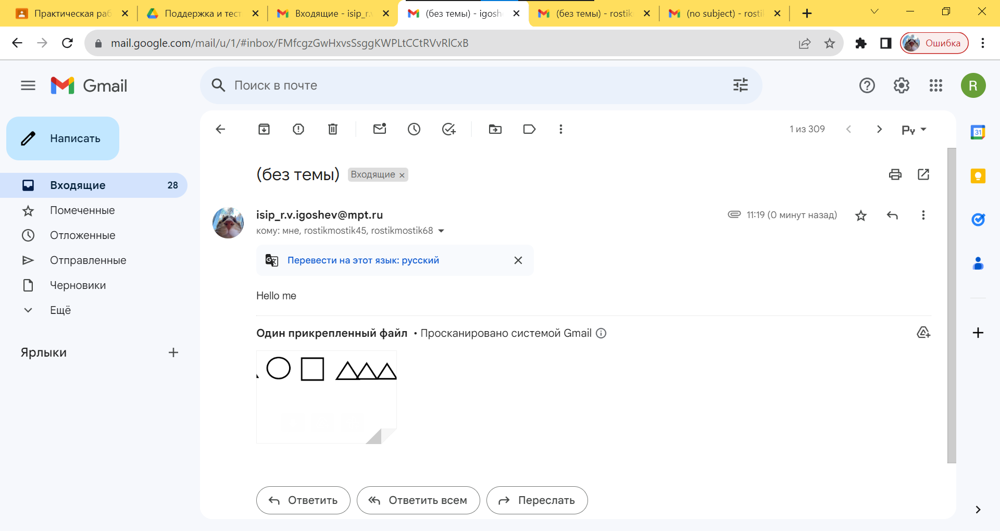 Практическая раб
Поддержка и тест
Входящие - isip_r.v
(без темы) - igosh
(без темы) - rostik
(no subject) - rosti
mail.google.com/mail/u/1/#inbox/FMfcgzGwHxvsSsggKWPLtCCtRVvRlCxB
Ошибка
Gmail
Поиск в почте
R
Написать
1 из 309
Ру
31
(без темы)
Входящие ×
Входящие 28
Помеченные
Отложенные
Отправленные
Черновики
Ещё
Ярлыки
isip_r.v.igoshev@mpt.ru
11:19 (0 минут назад)
кому: мне, rostikmostik45, rostikmostik68
Перевести на этот язык: русский
Hello me
Один прикрепленный файл • Просканировано системой Gmail
Ответить
Ответить всем
Переслать